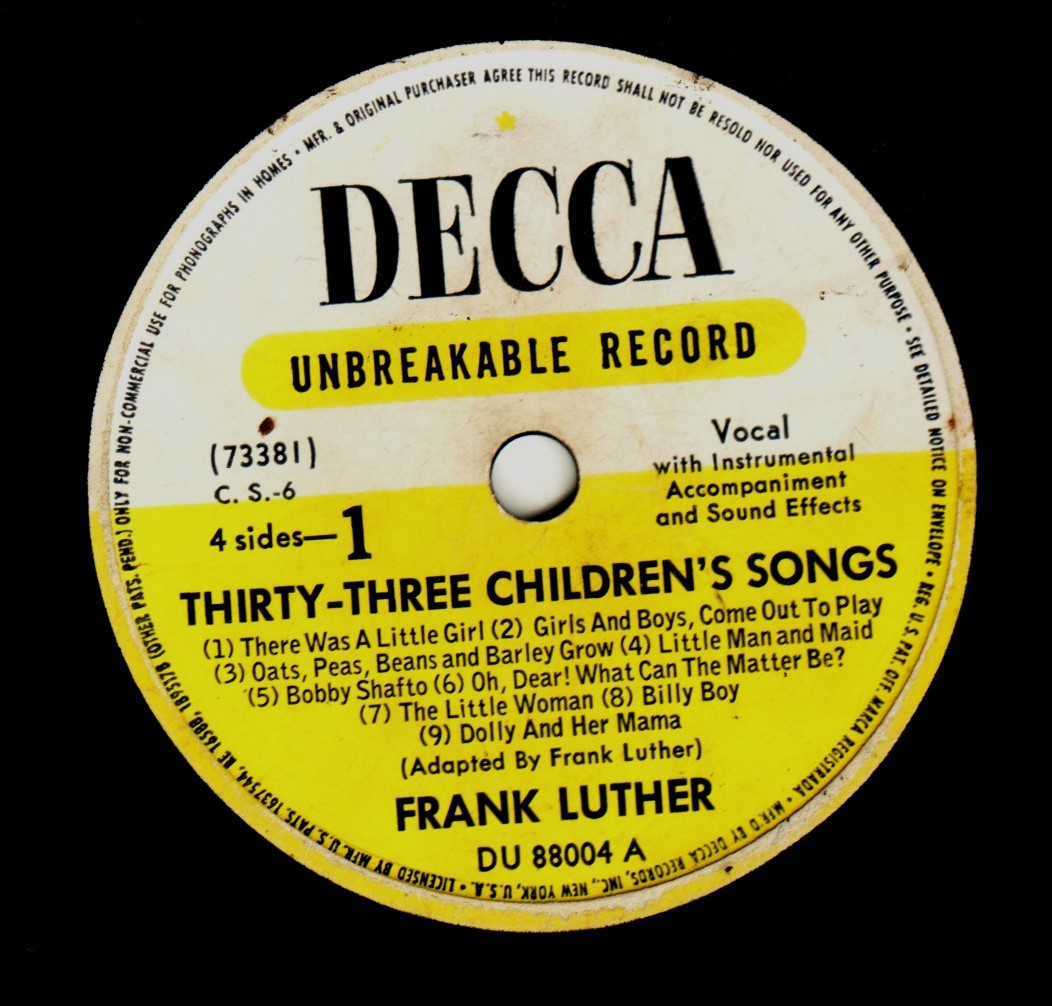 MFR. & ORIGINAL PURCHASER AGREE THIS RECORD SHALL NOT BE RESOLD NOR USED FOR ANY OTHER PURPOSE • SEE DETAILED NOTICE ON ENVELOPE • REG. U.S. PAT. OFF. MARCA REGISTRADA • MFR'D BY DECCA RECORDS, INC., NEW YORK, U.S.A. • LICENSED BY MFR. U.S. PATS. 1637544, RE 16588, 1895178 (OTHER PATS. PEND.) ONLY FOR NON-COMMERCIAL USE FOR PHONOGRAPHS IN HOMES •
DECCA
UNBREAKABLE RECORD
(73381)
C. S.-6
4 sides—1
Vocal
with Instrumental
Accompaniment
and Sound Effects
THIRTY-THREE CHILDREN'S SONGS
(1) There Was A Little Girl (2) Girls And Boys, Come Out To Play
(3) Oats, Peas, Beans and Barley Grow (4) Little Man and Maid
(5) Bobby Shafto (6) Oh, Dear! What Can The Matter Be?
(7) The Little Woman (8) Billy Boy
(9) Dolly And Her Mama
(Adapted By Frank Luther)
FRANK LUTHER
DU 88004 A